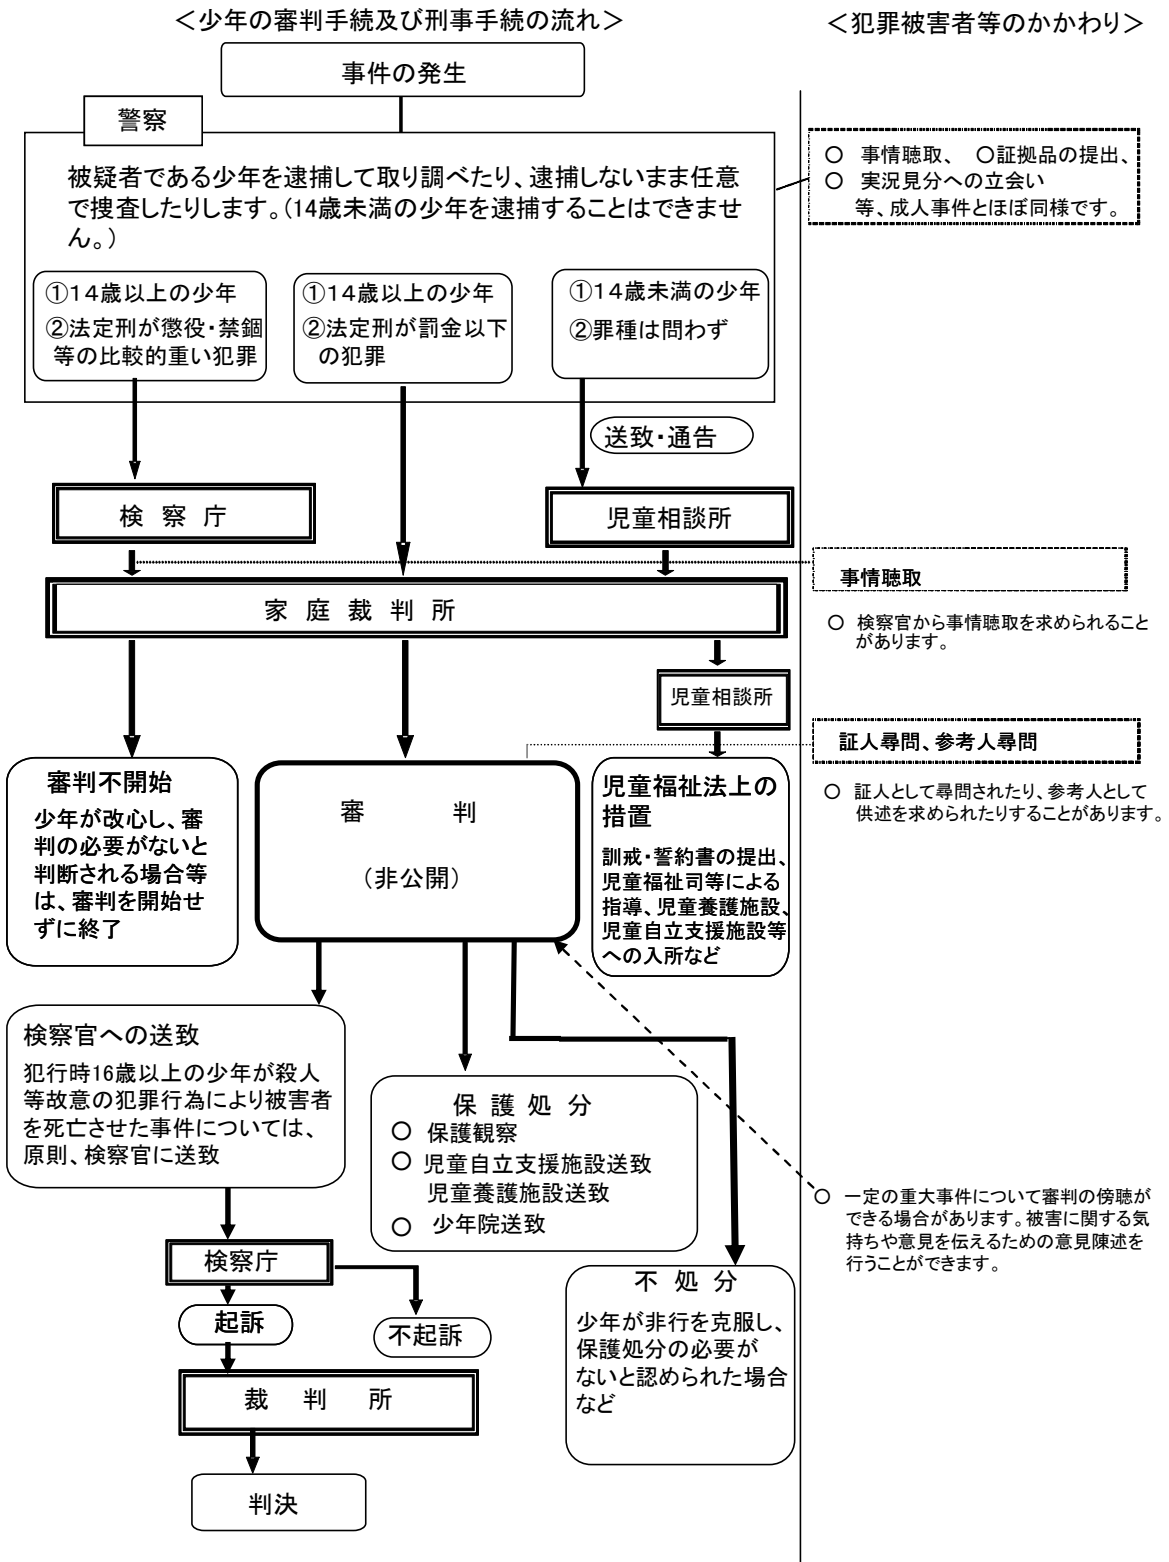 ＜少年の審判手続及び刑事手続の流れ＞
＜犯罪被害者等のかかわり＞
事件の発生
警察
被疑者である少年を逮捕して取り調べたり、逮捕しないまま任意
で捜査したりします。（14歳未満の少年を逮捕することはできませ
ん。）
①14歳以上の少年
②法定刑が懲役・禁錮
等の比較的重い犯罪
①14歳以上の少年
②法定刑が罰金以下
の犯罪
①14歳未満の少年
②罪種は問わず
○　事情聴取、　○証拠品の提出、
○　実況見分への立会い
等、成人事件とほぼ同様です。
送致・通告
検 察 庁
児童相談所
事情聴取
家 庭 裁 判 所
○　検察官から事情聴取を求められること
があります。
児童相談所
証人尋問、参考人尋問
○　証人として尋問されたり、参考人として
供述を求められたりすることがあります。
審判不開始
少年が改心し、審
判の必要がないと
判断される場合等
は、審判を開始せ
ずに終了
審　　　判
（非公開）
児童福祉法上の
措置
訓戒・誓約書の提出、
児童福祉司等による
指導、児童養護施設、
児童自立支援施設等
への入所など
検察官への送致
犯行時16歳以上の少年が殺人
等故意の犯罪行為により被害者
を死亡させた事件については、
原則、検察官に送致
保 護 処 分
○　保護観察
○　児童自立支援施設送致
児童養護施設送致
○　少年院送致
○　一定の重大事件について審判の傍聴が
できる場合があります。被害に関する気
持ちや意見を伝えるための意見陳述を
行うことができます。
検察庁
起訴
不起訴
不 処 分
少年が非行を克服し、
保護処分の必要が
ないと認められた場合
など
裁　判　所
判決